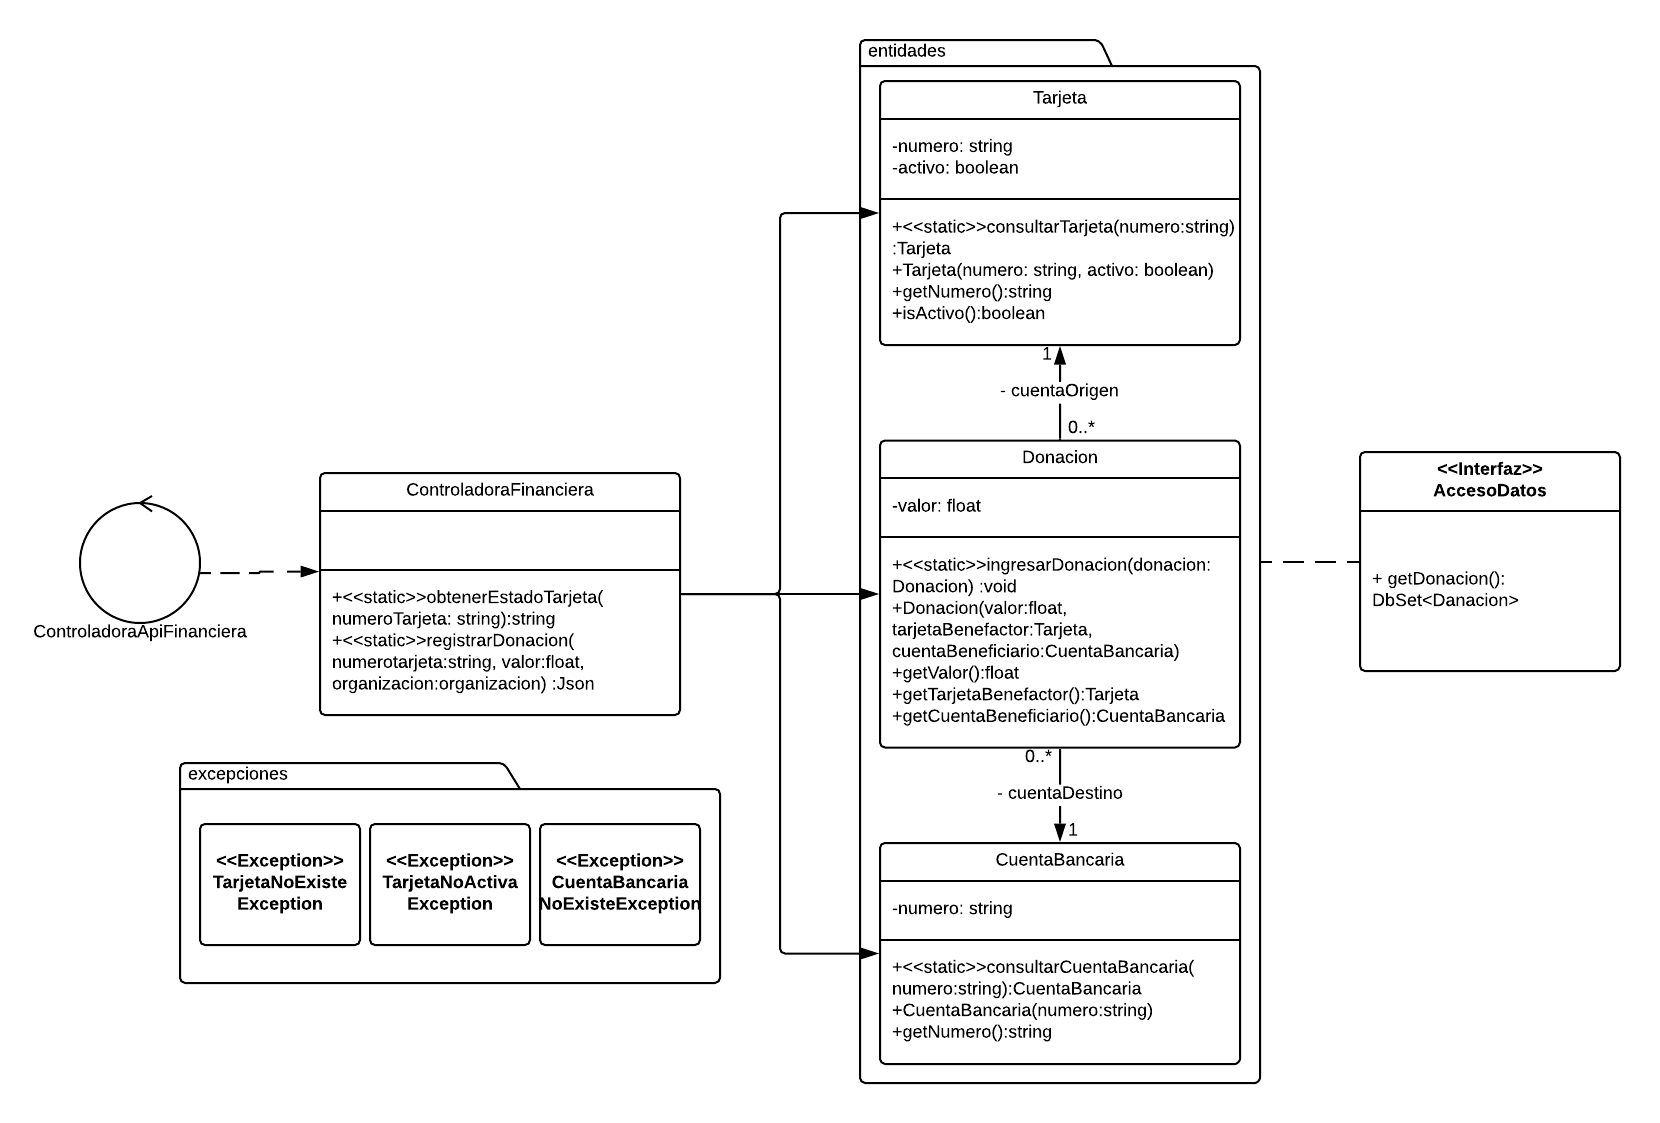 entidades
Tarjeta
-numero: string
-activo: boolean
+<<static>>consultarTarjeta(numero:string)
:Tarjeta
+Tarjeta(numero: string, activo: boolean)
+getNumero():string
+isActivo():boolean
1
- cuentaOrigen
0..*
Donacion
-valor: float
+<<static>>ingresarDonacion(donacion:
Donacion) :void
+Donacion(valor:float,
tarjetaBenefactor:Tarjeta,
cuentaBeneficiario:CuentaBancaria)
+getValor():float
+getTarjetaBenefactor():Tarjeta
+getCuentaBeneficiario():CuentaBancaria
0..*
- cuentaDestino
1
CuentaBancaria
-numero: string
+<<static>>consultarCuentaBancaria(
numero:string):CuentaBancaria
+CuentaBancaria(numero:string)
+getNumero():string
ControladoraApiFinanciera
ControladoraFinanciera
+<<static>>obtenerEstadoTarjeta(
numeroTarjeta: string):string
+<<static>>registrarDonacion(
numerotarjeta:string, valor:float,
organizacion:organizacion) :Json
<<Interfaz>>
AccesoDatos
+ getDonacion():
DbSet<Danacion>
excepciones
<<Exception>>
TarjetaNoExiste
Exception
<<Exception>>
TarjetaNoActiva
Exception
<<Exception>>
CuentaBancaria
NoExisteException